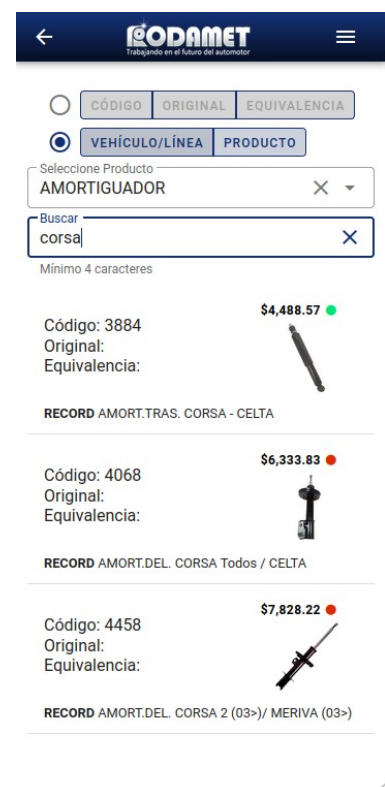 RODAMET
Trabajando en el futuro del automotor
CÓDIGO ORIGINAL EQUIVALENCIA
VEHÍCULO/LÍNEA PRODUCTO
Seleccione Producto
AMORTIGUADOR
Buscar
corsa
Mínimo 4 caracteres
$4,488.57
Código: 3884
Original:
Equivalencia:
RECORD AMORT.TRAS. CORSA - CELTA
$6,333.83
Código: 4068
Original:
Equivalencia:
RECORD AMORT.DEL. CORSA Todos / CELTA
$7,828.22
Código: 4458
Original:
Equivalencia:
RECORD AMORT.DEL. CORSA 2 (03>)/ MERIVA (03>)